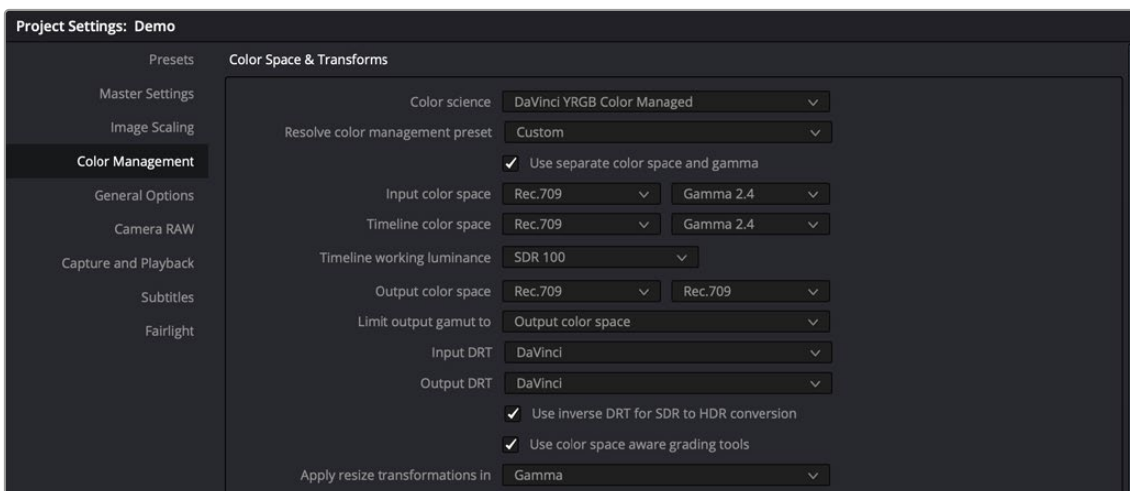 Project Settings: Demo
Presets
Color Space & Transforms
Master Settings
Color science DaVinci YRGB Color Managed
Image Scaling
Resolve color management preset Custom
Color Management
Use separate color space and gamma
General Options
Input color space Rec.709 Gamma 2.4
Camera RAW
Timeline color space Rec.709 Gamma 2.4
Capture and Playback
Timeline working luminance SDR 100
Subtitles
Output color space Rec.709 Rec.709
Fairlight
Limit output gamut to Output color space
Input DRT DaVinci
Output DRT DaVinci
Use inverse DRT for SDR to HDR conversion
Use color space aware grading tools
Apply resize transformations in Gamma